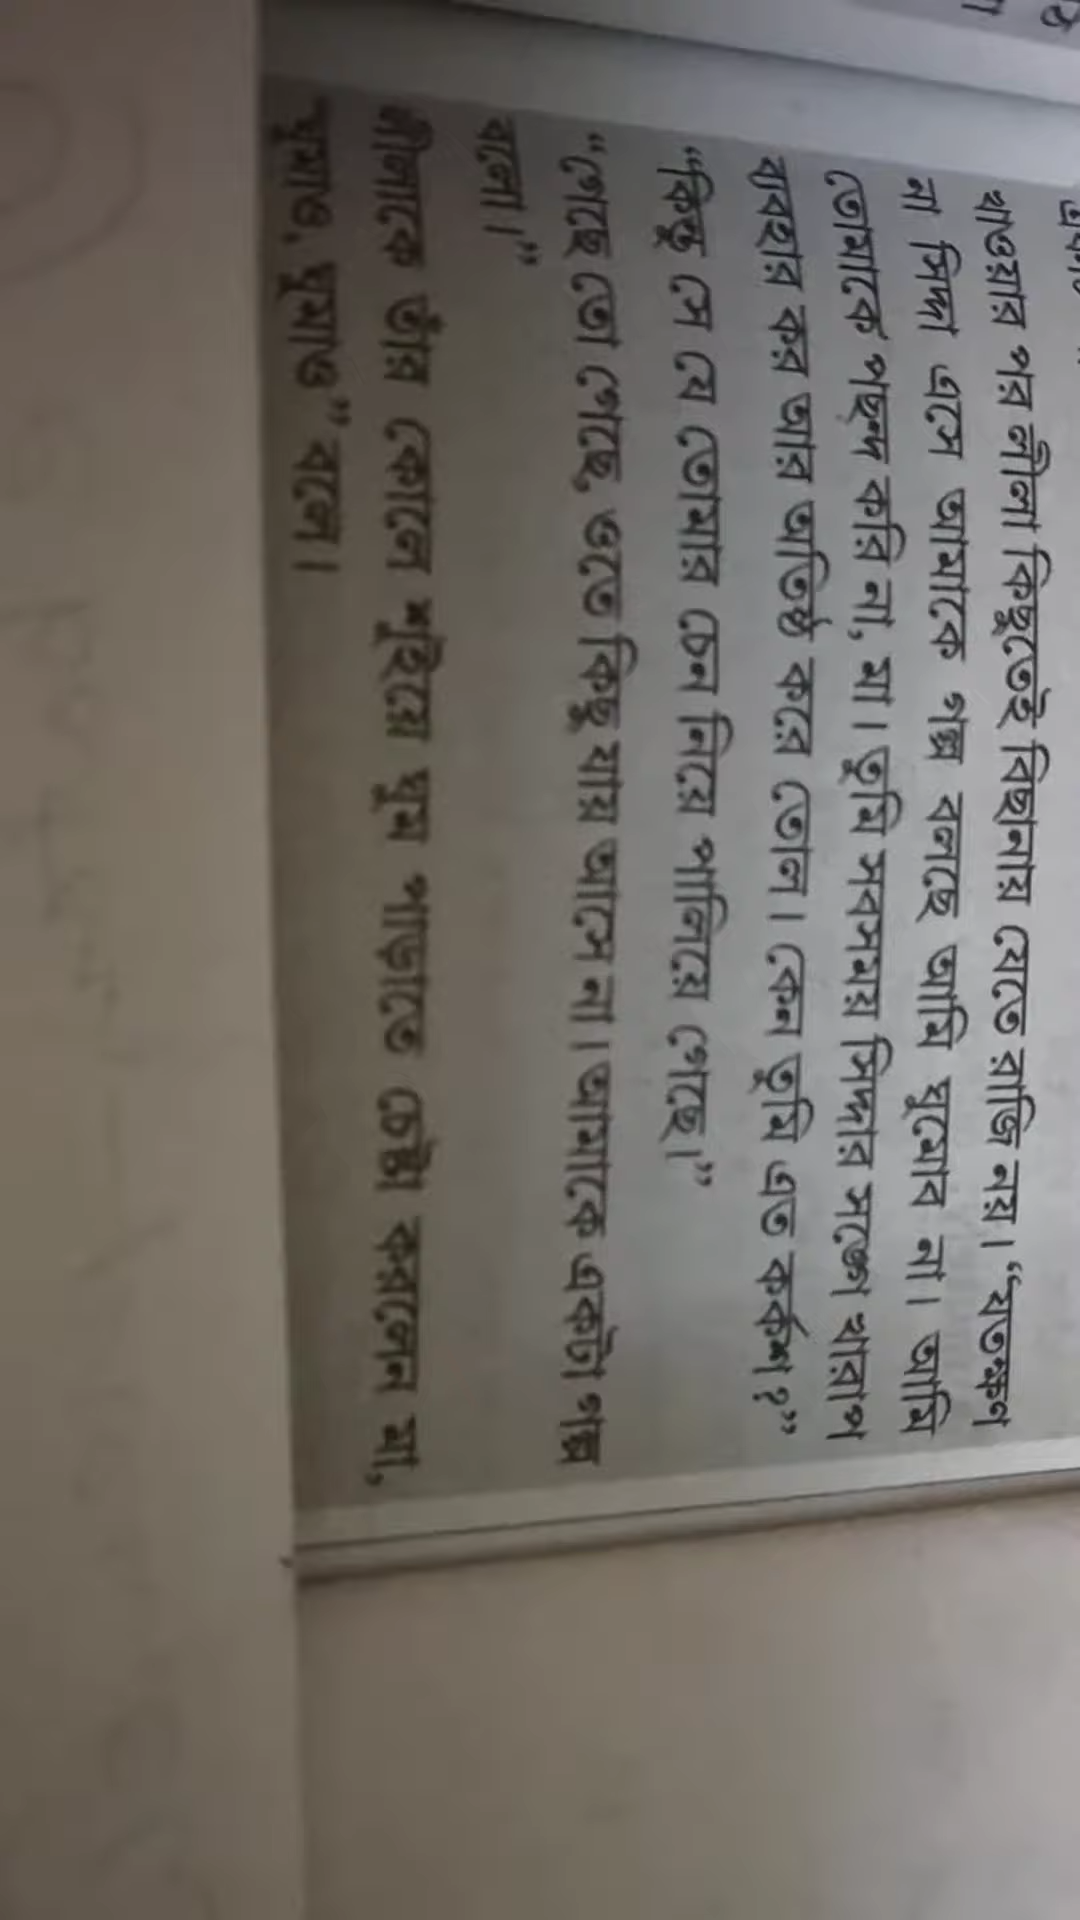 খাওয়ার পর লীলা কিছুতেই বিছানায় যেতে রাজি নয়। “যতক্ষণ
না সিদ্দা এসে আমাকে গল্প বলছে আমি ঘুমোব না। আমি
তোমাকে পছন্দ করি না, মা। তুমি সবসময় সিদ্দার সঙ্গে খারাপ
ব্যবহার কর আর অতিষ্ঠ করে তোল। কেন তুমি এত কর্কশ?”
“কিন্তু সে যে তোমার চেন নিয়ে পালিয়ে গেছে।”
“গেছে তো গেছে, ওতে কিছু যায় আসে না। আমাকে একটা গল্প
বলো।”
লীলাকে তাঁর কোলে শুইয়ে ঘুম পাড়াতে চেষ্টা করলেন মা,
ঘুমাও, ঘুমাও” বলে।